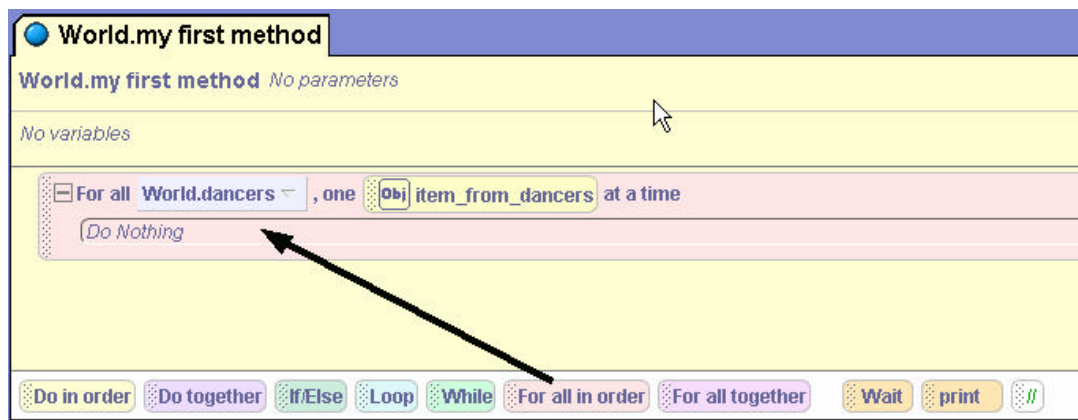 World.my first method
World.my first method No parameters
No variables
For all World.dancers , one Obj item_from_dancers at a time
Do Nothing
Do in order Do together If/Else Loop While For all in order For all together Wait print //